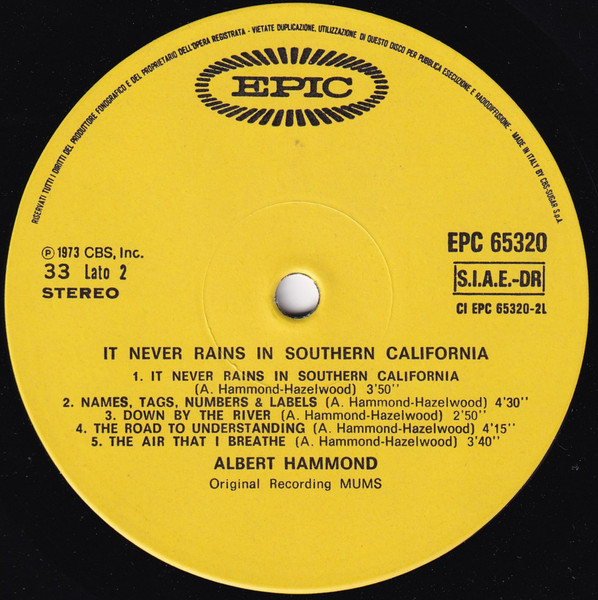 RISERVATI TUTTI I DIRITTI DEL PRODUTTORE FONOGRAFICO E DEL PROPRIETARIO DELL'OPERA REGISTRATA - VIETATE DUPLICAZIONE, UTILIZZAZIONE DI QUESTO DISCO PER PUBBLICA ESECUZIONE E RADIODIFFUSIONE - MADE IN ITALY BY CBS-SUGAR S.p.A
EPIC
℗ 1973 CBS, Inc.
33 Lato 2
STEREO
EPC 65320
S.I.A.E.-DR
CI EPC 65320-2L
IT NEVER RAINS IN SOUTHERN CALIFORNIA
1. IT NEVER RAINS IN SOUTHERN CALIFORNIA
(A. Hammond-Hazelwood) 3'50''
2. NAMES, TAGS, NUMBERS & LABELS (A. Hammond-Hazelwood) 4'30''
3. DOWN BY THE RIVER (A. Hammond-Hazelwood) 2'50''
4. THE ROAD TO UNDERSTANDING (A. Hammond-Hazelwood) 4'15''
5. THE AIR THAT I BREATHE (A. Hammond-Hazelwood) 3'40''
ALBERT HAMMOND
Original Recording MUMS